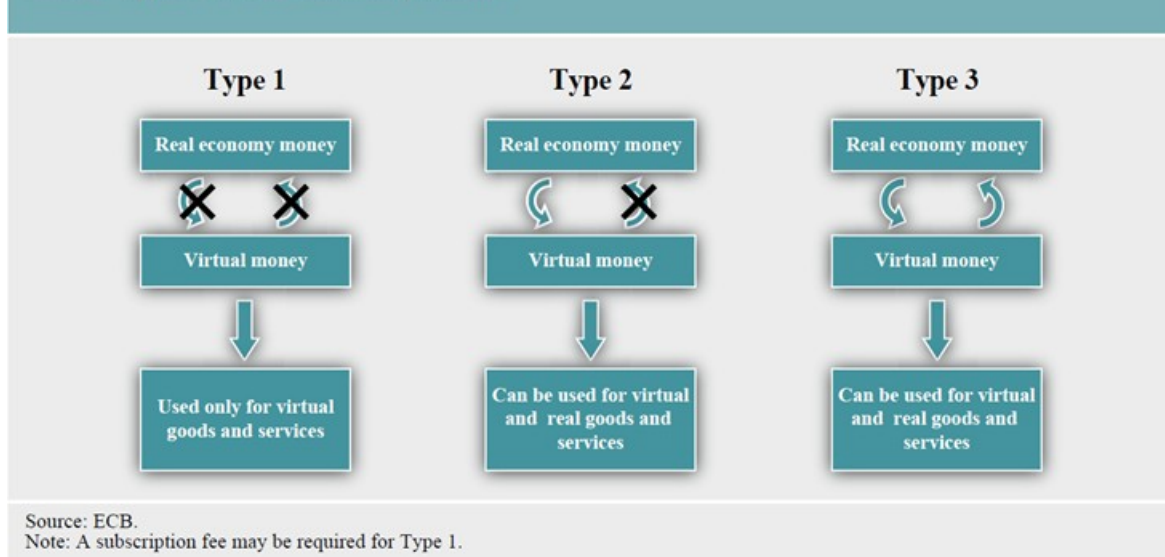 Type 1
Real economy money
Virtual money
Used only for virtual
goods and services
Type 2
Real economy money
Virtual money
Can be used for virtual
and real goods and
services
Type 3
Real economy money
Virtual money
Can be used for virtual
and real goods and
services
Source: ECB.
Note: A subscription fee may be required for Type 1.